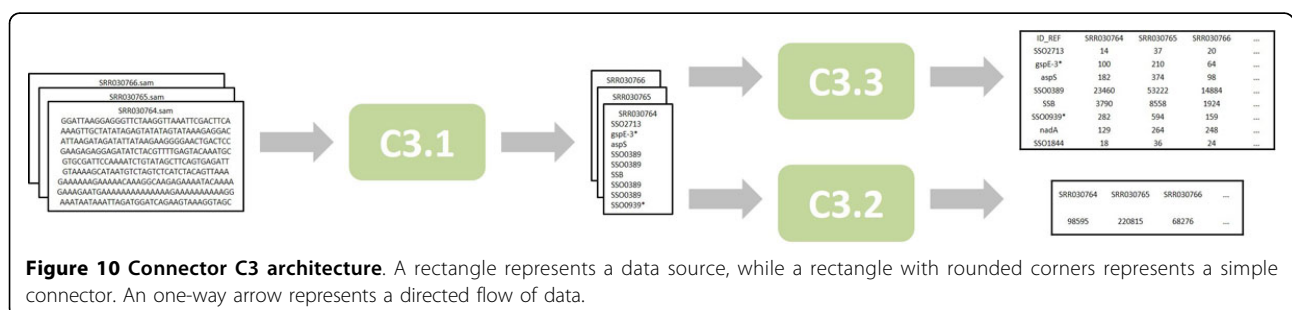 SRR030766.sam
SRR030765.sam
SRR030764.sam
GGATTAAGGAGGGTTCTAAGGTTAAATTCGACTTCA
AAAGTTGCTATATAGAGTATATAGTATAAAGAGGAC
ATTAAGATAGATATTATAAGAAGGGGAACTGACTCC
GAAGAGAGGAGATATCTACGTTTTGAGTACAAATGC
GTGCGATTCCAAAATCTGTATAGCTTCAGTGAGATT
GTAAAAGCATAATGTCTAGTCTCATCTACAGTTAAA
GAAAAAAGAAAAACAAAGGCAAGAGAAAATACAAAA
GAAAGAATGAAAAAAAAAAAAAAAGAAAAAAAAAAGG
AAATAATAAATTAGATGGATCAGAAGTAAAGGTAGC
C3.1
SRR030766
SRR030765
SRR030764
SSO2713
gspE-3*
aspS
SSO0389
SSO0389
SSB
SSO0389
SSO0389
SSO0939*
C3.3
C3.2
ID_REF SRR030764 SRR030765 SRR030766 ...
SSO2713 14 37 20 ...
gspE-3* 100 210 64 ...
aspS 182 374 98 ...
SSO0389 23460 53222 14884 ...
SSB 3790 8558 1924 ...
SSO0939* 282 594 159 ...
nadA 129 264 248 ...
SSO1844 18 36 24 ...
SRR030764 SRR030765 SRR030766 ...
98595 220815 68276 ...
Figure 10 Connector C3 architecture. A rectangle represents a data source, while a rectangle with rounded corners represents a simple
connector. An one-way arrow represents a directed flow of data.